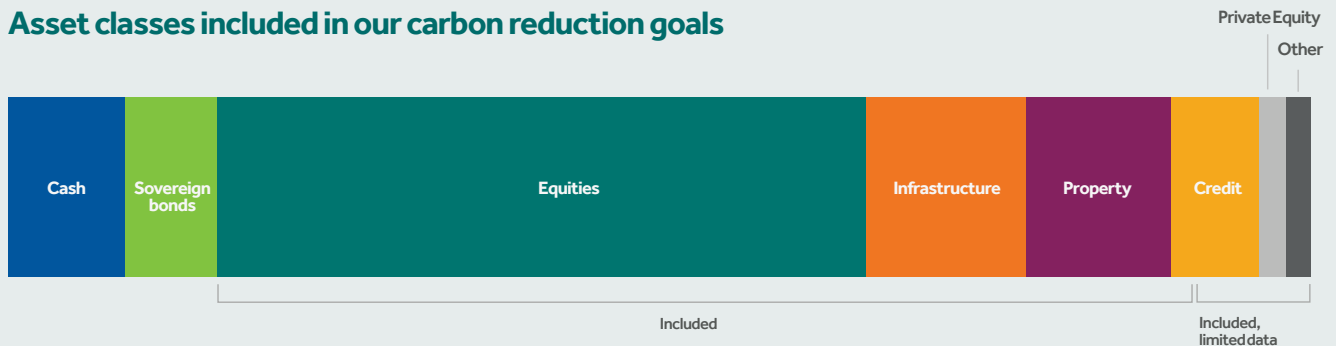 Asset classes included in our carbon reduction goals
Private Equity
Other
Cash
Sovereign
bonds
Equities
Infrastructure
Property
Credit
Included
Included,
limited data